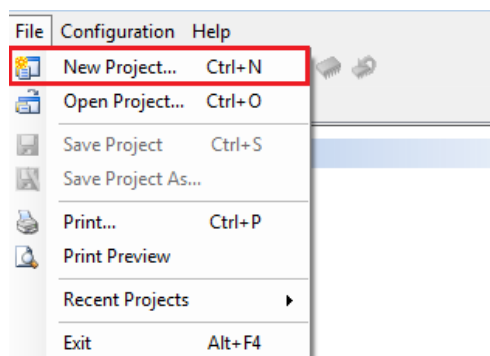 File Configuration Help
New Project... Ctrl+N
Open Project... Ctrl+O
Save Project Ctrl+S
Save Project As...
Print... Ctrl+P
Print Preview
Recent Projects
Exit Alt+F4